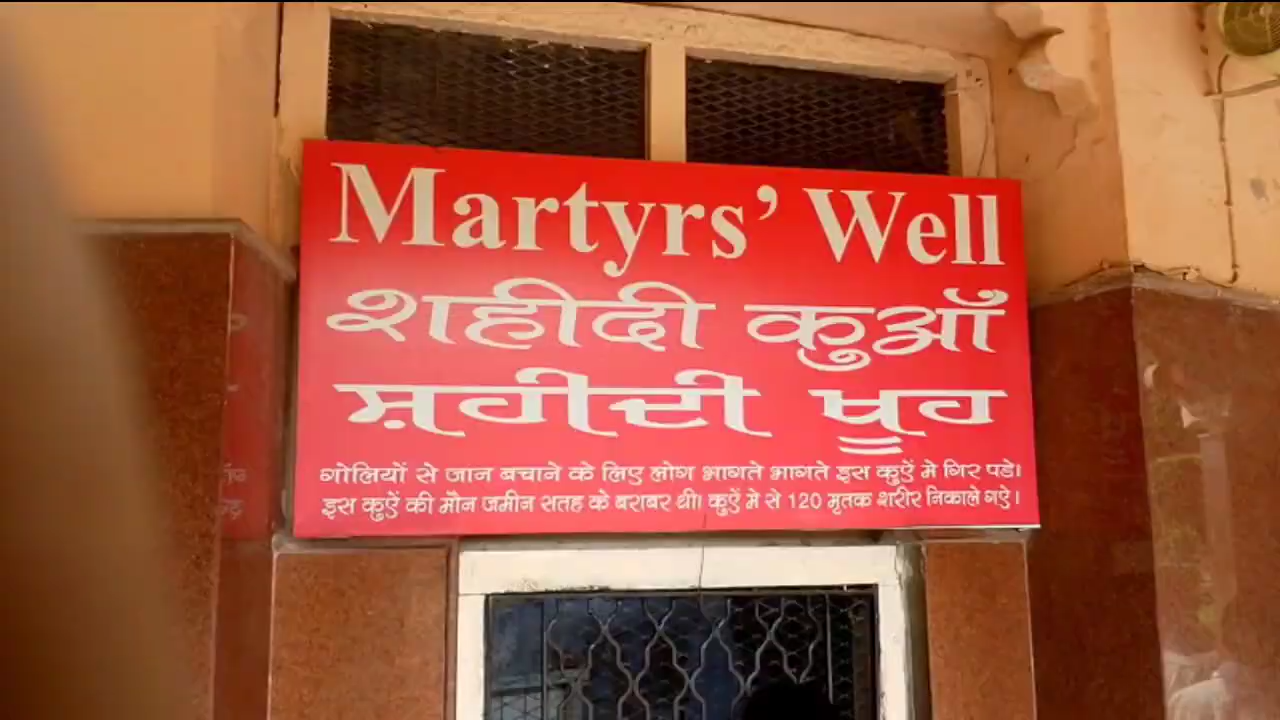 Martyrs’ Well
शहीदी कुआँ
ਸ਼ਹੀਦੀ ਖੂਹ
गोलियों से जान बचाने के लिए लोग भागते भागते इस कुऐं मे गिर पडे।
इस कुऐं की मौन जमीन सतह के बराबर थी। कुऐं मे से 120 मृतक शरीर निकाले गऐ।